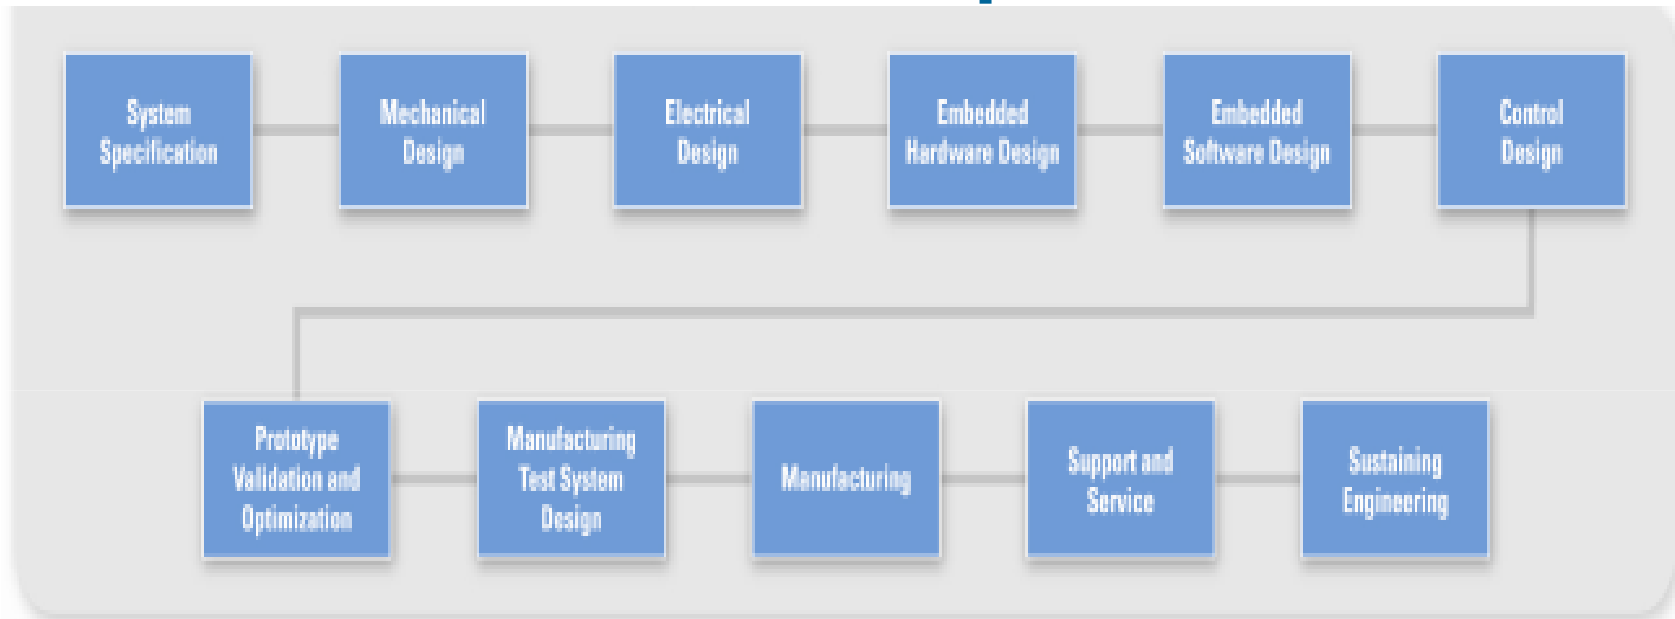 System
Specification
Mechanical
Design
Electrical
Design
Embedded
Hardware Design
Embedded
Software Design
Control
Design
Prototype
Validation and
Optimization
Manufacturing
Test System
Design
Manufacturing
Support and
Service
Sustaining
Engineering